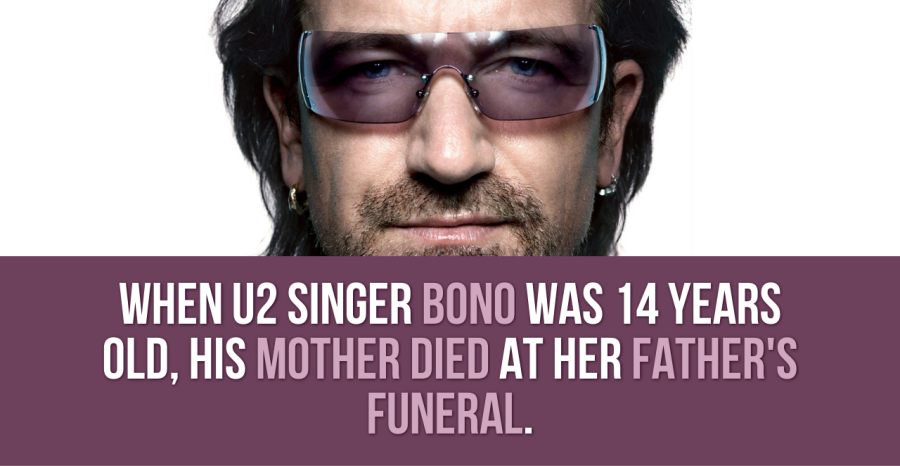 WHEN U2 SINGER BONO WAS 14 YEARS
OLD, HIS MOTHER DIED AT HER FATHER'S
FUNERAL.